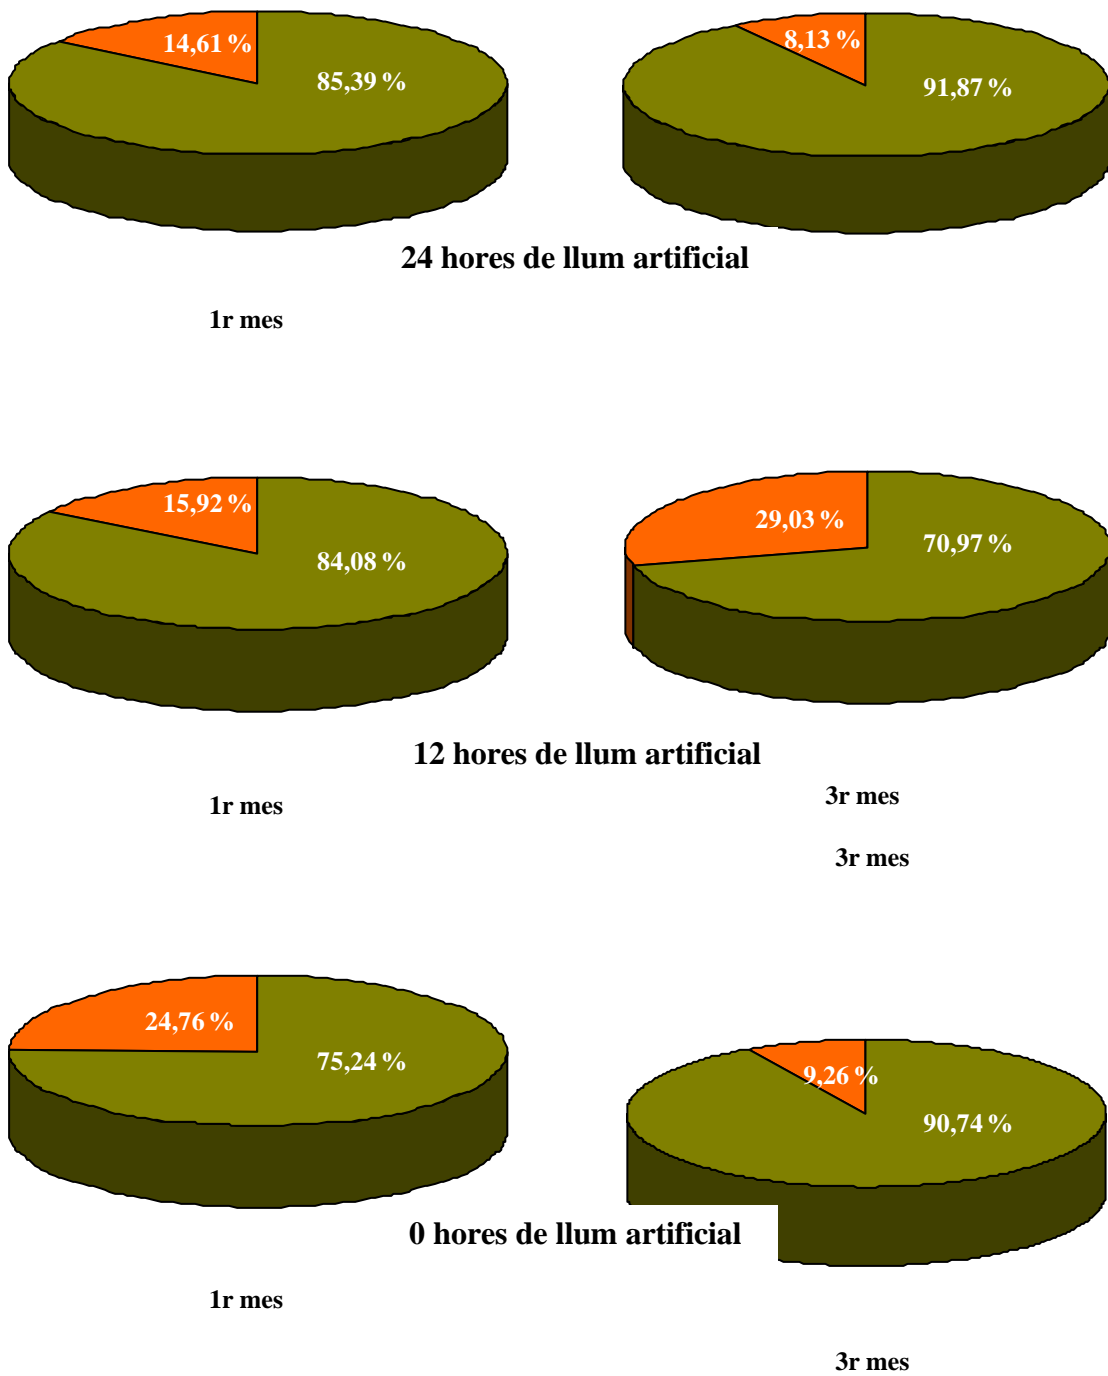 14,61 %
85,39 %
8,13 %
91,87 %
24 hores de llum artificial
1r mes
15,92 %
84,08 %
29,03 %
70,97 %
12 hores de llum artificial
1r mes
3r mes
3r mes
24,76 %
75,24 %
9,26 %
90,74 %
0 hores de llum artificial
1r mes
3r mes